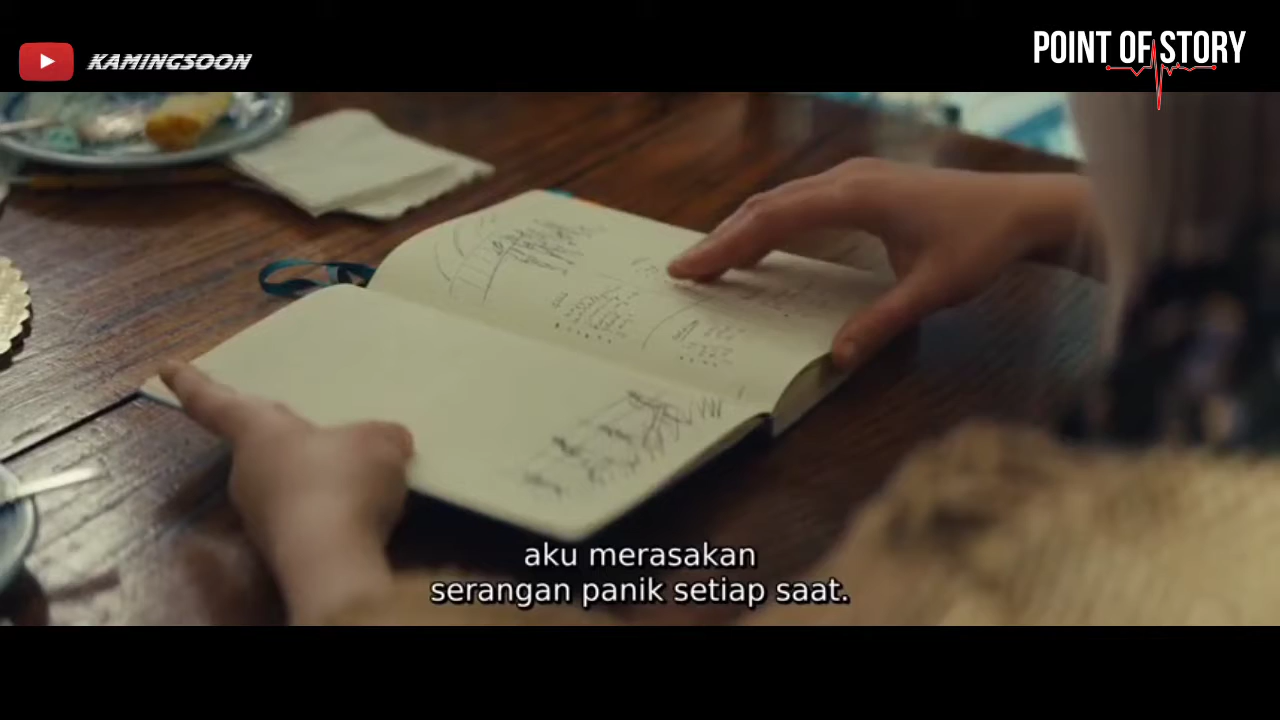 KAMINGSOON
POINT OF STORY
aku merasakan
serangan panik setiap saat.